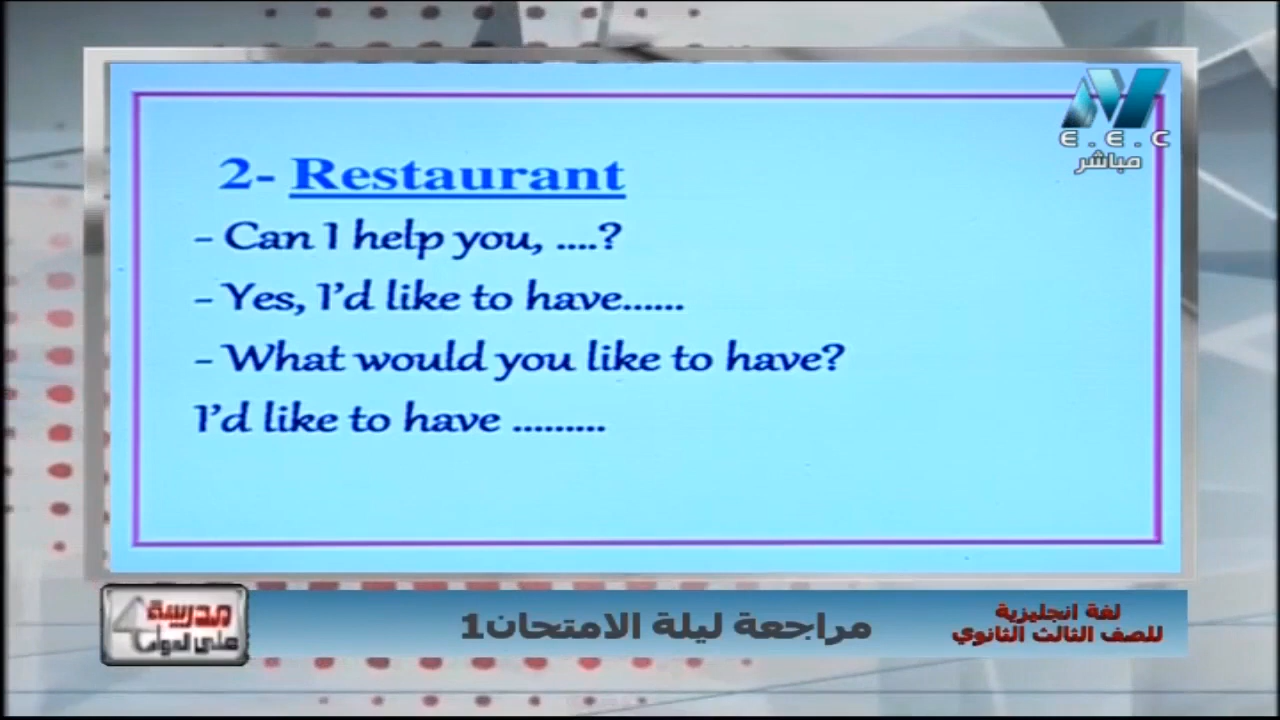 E . E . C
مباشر
2- Restaurant
- Can I help you, ....?
- Yes, I'd like to have......
- What would you like to have?
I'd like to have .........
مدرسة
على الهواء
مراجعة ليلة الامتحان1
لغة انجليزية
للصف الثالث الثانوي